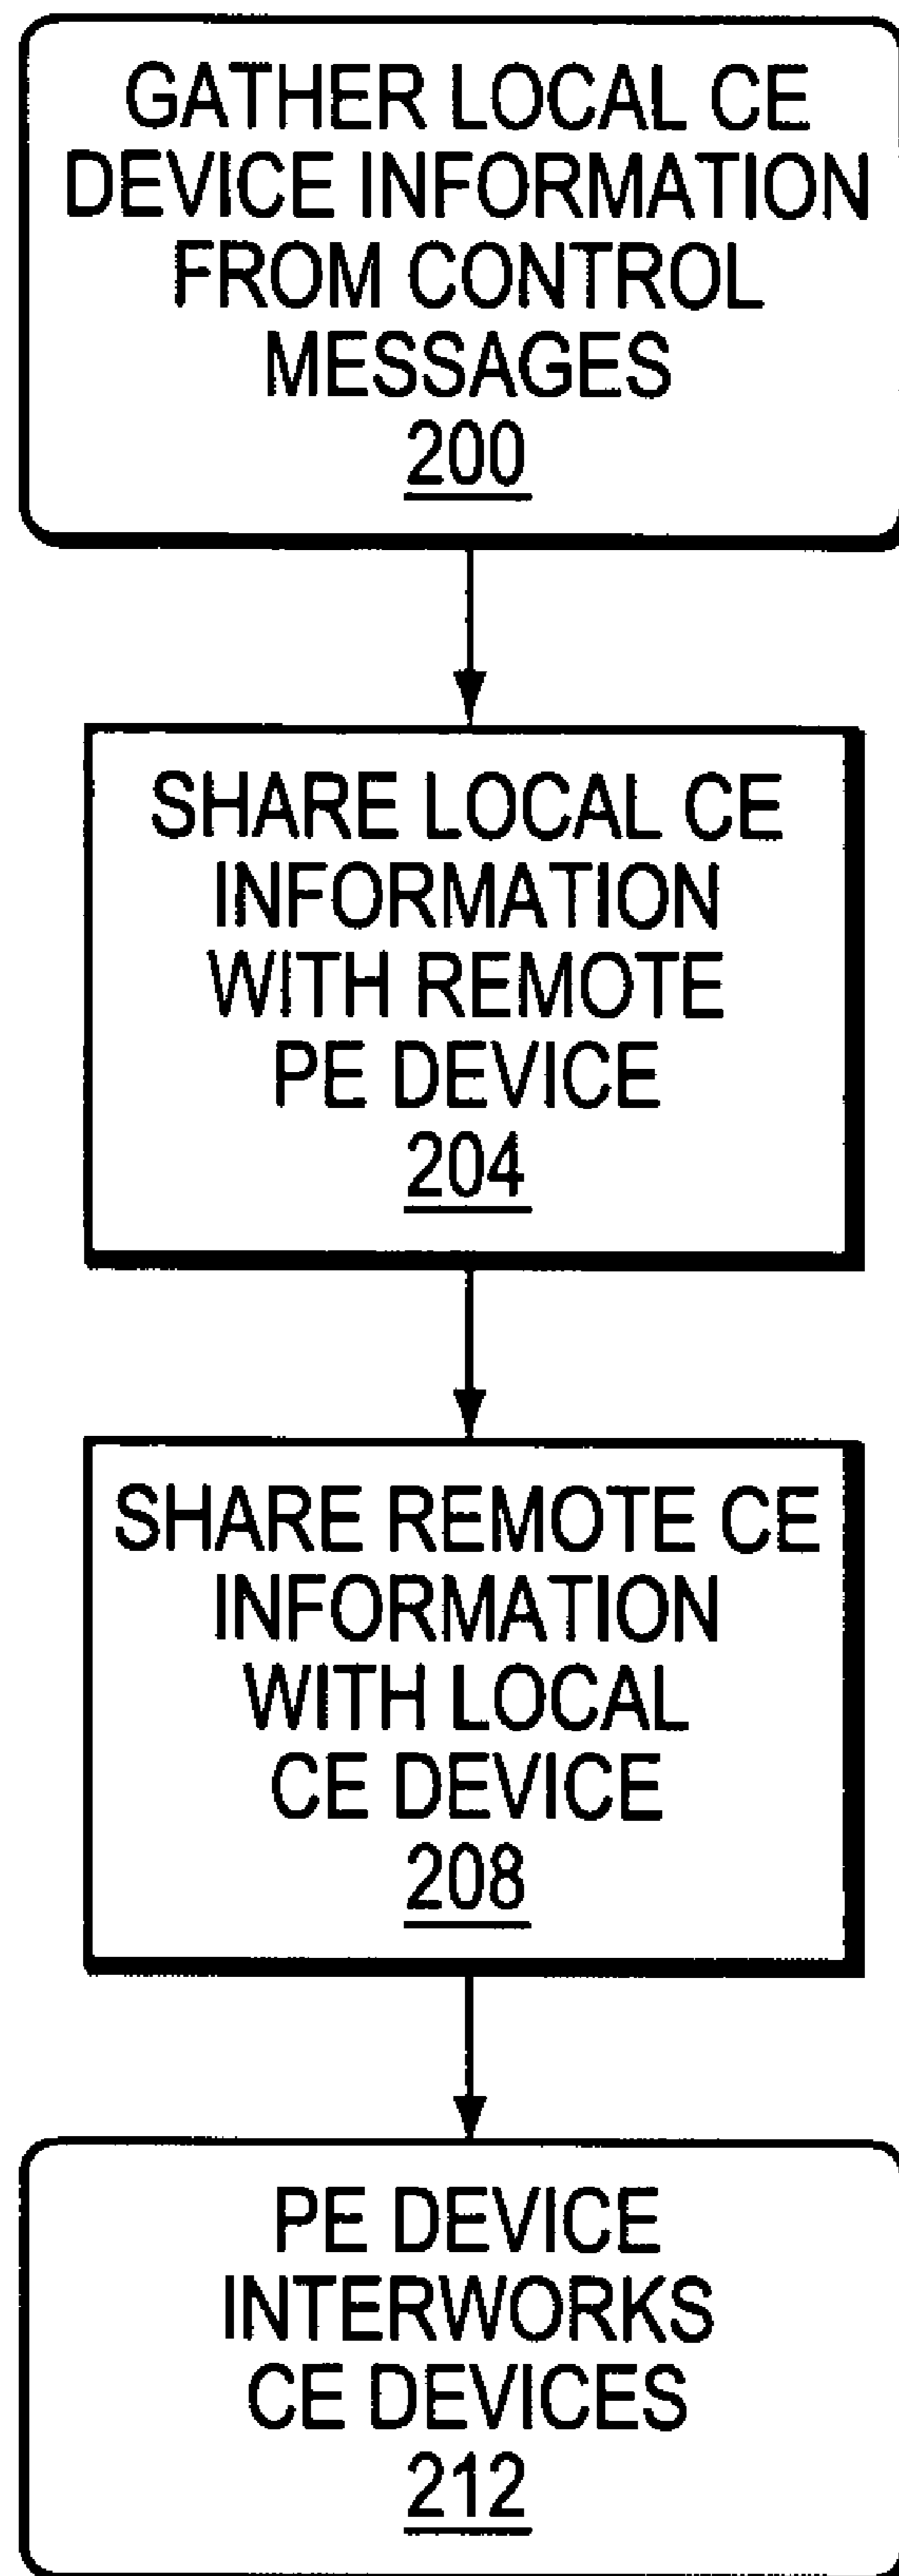 GATHER LOCAL CE
DEVICE INFORMATION
FROM CONTROL
MESSAGES
200
SHARE LOCAL CE
INFORMATION
WITH REMOTE
PE DEVICE
204
SHARE REMOTE CE
INFORMATION
WITH LOCAL
CE DEVICE
208
PE DEVICE
INTERWORKS
CE DEVICES
212